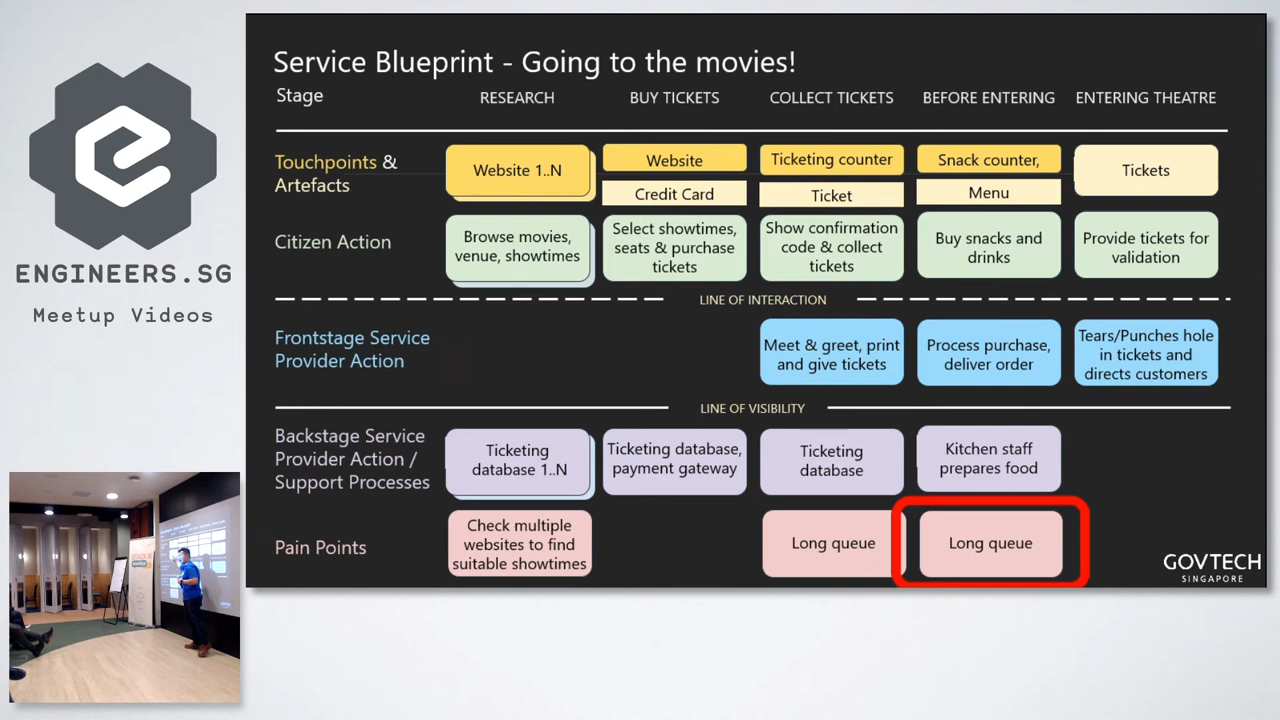 Service Blueprint - Going to the movies!
Stage
RESEARCH
BUY TICKETS
COLLECT TICKETS
BEFORE ENTERING
ENTERING THEATRE
Touchpoints &
Artefacts
Website 1..N
Website
Credit Card
Ticketing counter
Ticket
Snack counter,
Menu
Tickets
Citizen Action
Browse movies,
venue, showtimes
Select showtimes,
seats & purchase
tickets
Show confirmation
code & collect
tickets
Buy snacks and
drinks
Provide tickets for
validation
LINE OF INTERACTION
Frontstage Service
Provider Action
Meet & greet, print
and give tickets
Process purchase,
deliver order
Tears/Punches hole
in tickets and
directs customers
LINE OF VISIBILITY
Backstage Service
Provider Action /
Support Processes
Ticketing
database 1..N
Ticketing database,
payment gateway
Ticketing
database
Kitchen staff
prepares food
Pain Points
Check multiple
websites to find
suitable showtimes
Long queue
Long queue
GOVTECH
SINGAPORE
ENGINEERS.SG
Meetup Videos